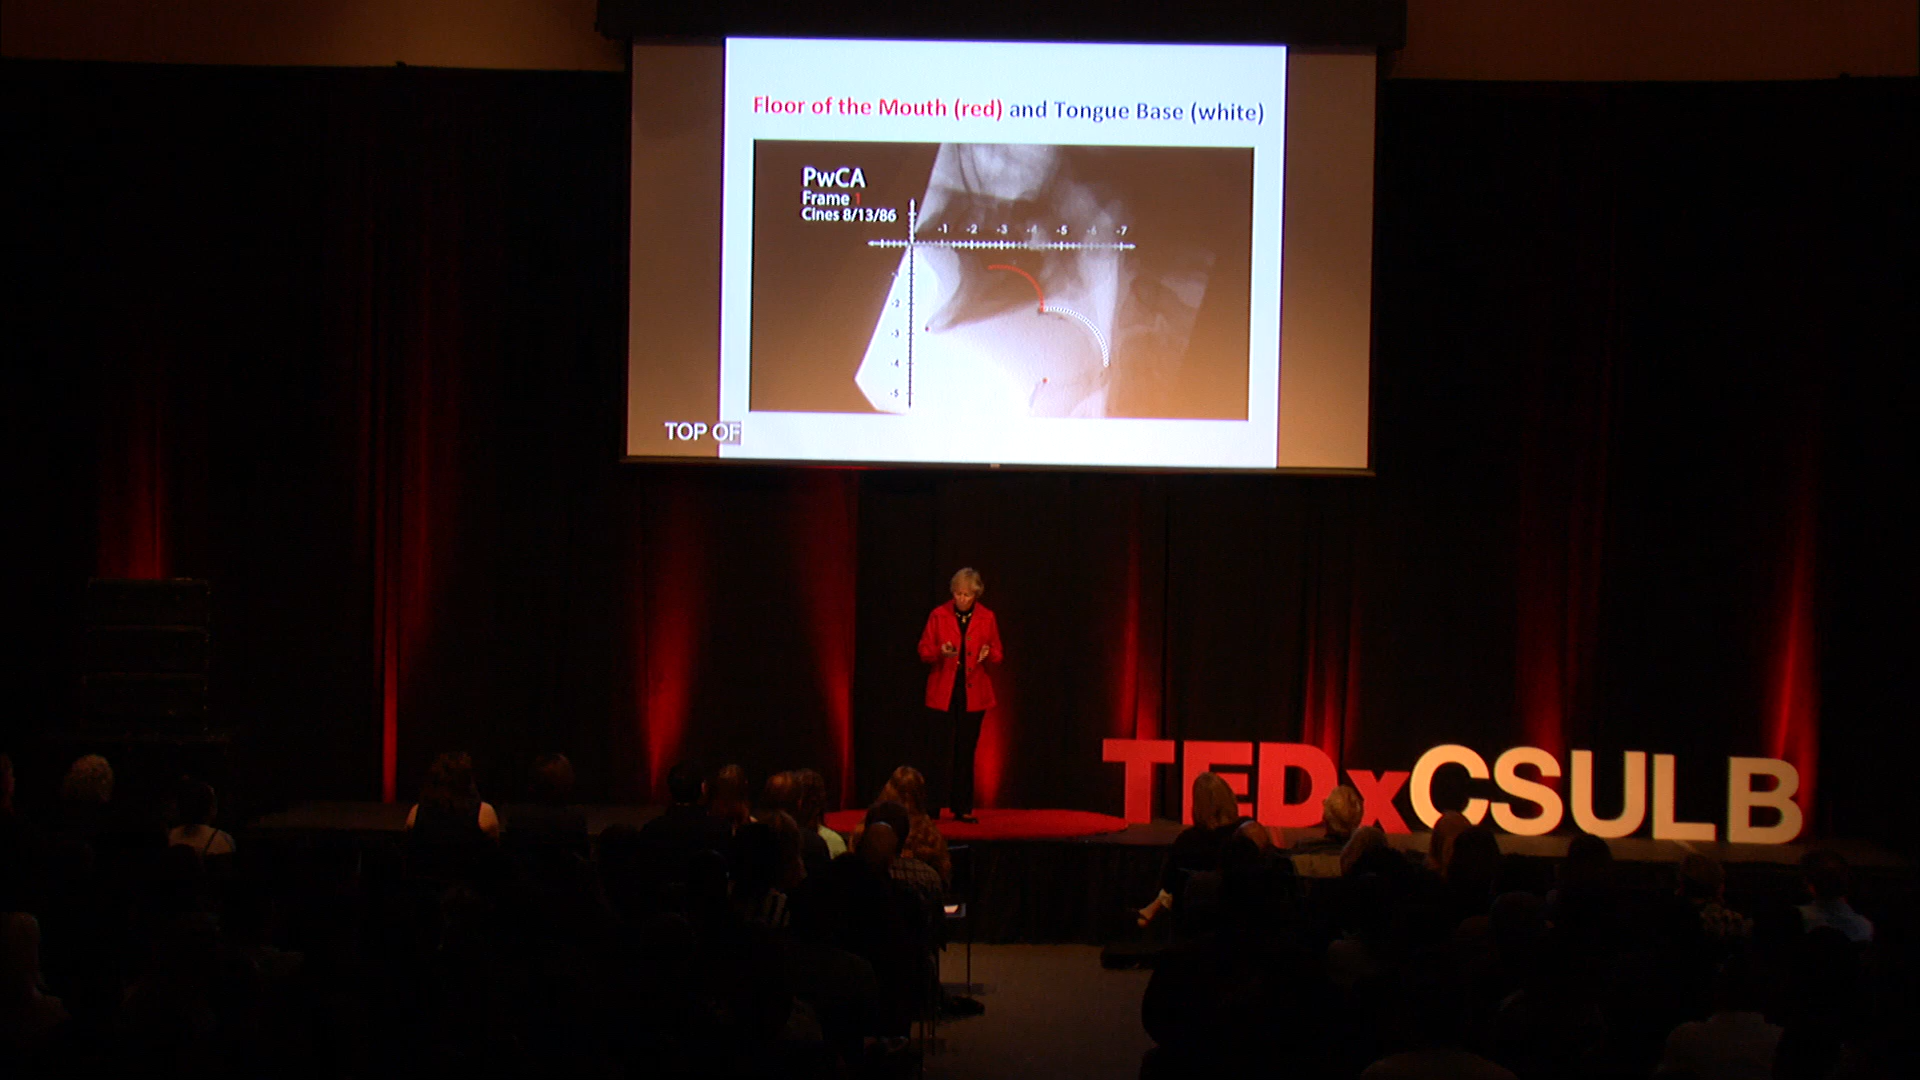 Floor of the Mouth (red) and Tongue Base (white)
PwCA
Frame 1
Cines 8/13/86
-1 -2 -3 -4 -5 -6 -7
-2
-3
-4
-5
TOP OF
TEDxCSULB